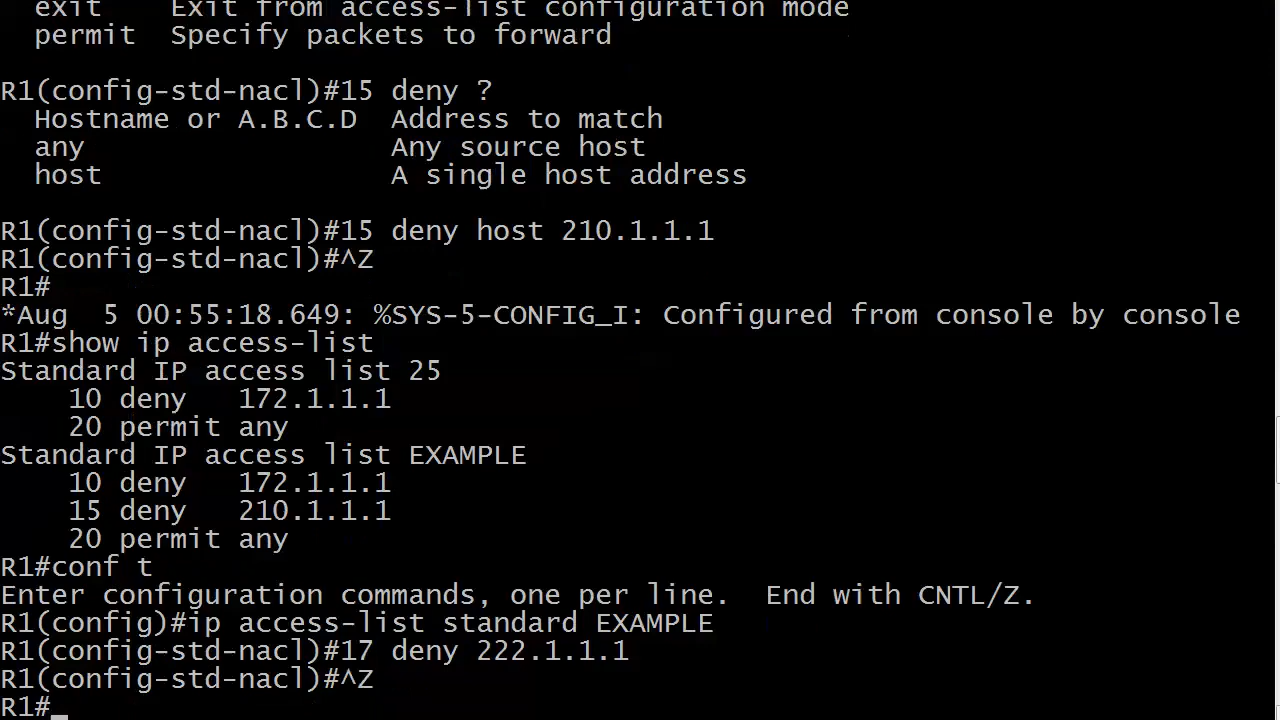 exit    Exit from access-list configuration mode
permit  Specify packets to forward
R1(config-std-nacl)#15 deny ?
Hostname or A.B.C.D  Address to match
any                  Any source host
host                 A single host address
R1(config-std-nacl)#15 deny host 210.1.1.1
R1(config-std-nacl)#^Z
R1#
*Aug  5 00:55:18.649: %SYS-5-CONFIG_I: Configured from console by console
R1#show ip access-list
Standard IP access list 25
    10 deny   172.1.1.1
    20 permit any
Standard IP access list EXAMPLE
    10 deny   172.1.1.1
    15 deny   210.1.1.1
    20 permit any
R1#conf t
Enter configuration commands, one per line.  End with CNTL/Z.
R1(config)#ip access-list standard EXAMPLE
R1(config-std-nacl)#17 deny 222.1.1.1
R1(config-std-nacl)#^Z
R1#_